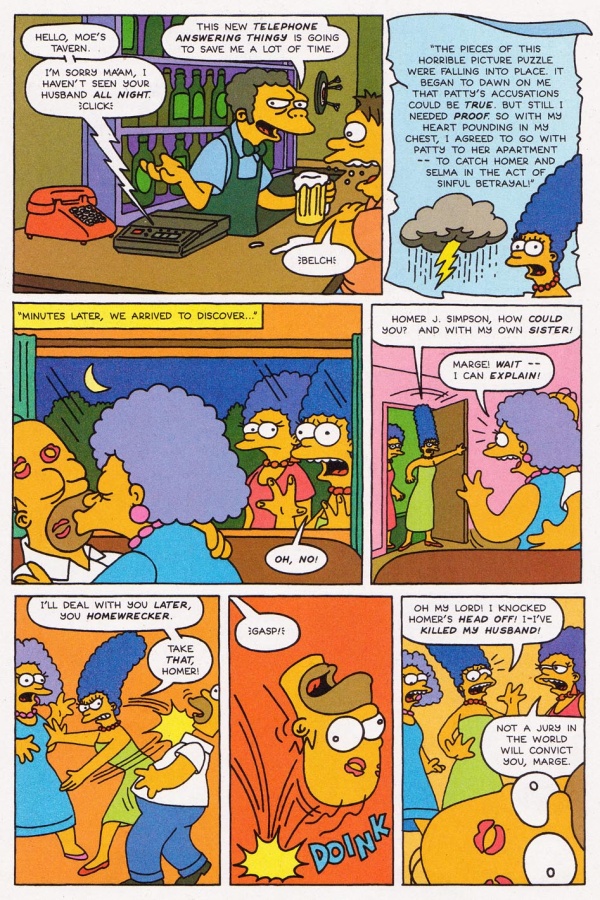 HELLO, MOE'S
TAVERN.
THIS NEW TELEPHONE
ANSWERING THINGY IS GOING
TO SAVE ME A LOT OF TIME.
I'M SORRY MA'AM, I
HAVEN'T SEEN YOUR
HUSBAND ALL NIGHT.
CLICK
BELCH
"THE PIECES OF THIS
HORRIBLE PICTURE PUZZLE
WERE FALLING INTO PLACE. IT
BEGAN TO DAWN ON ME
THAT PATTY'S ACCUSATIONS
COULD BE TRUE. BUT STILL I
NEEDED PROOF. SO WITH MY
HEART POUNDING IN MY
CHEST, I AGREED TO GO WITH
PATTY TO HER APARTMENT
-- TO CATCH HOMER AND
SELMA IN THE ACT OF
SINFUL BETRAYAL!"
"MINUTES LATER, WE ARRIVED TO DISCOVER..."
OH, NO!
HOMER J. SIMPSON, HOW COULD
YOU? AND WITH MY OWN SISTER!
MARGE! WAIT --
I CAN EXPLAIN!
I'LL DEAL WITH YOU LATER,
YOU HOMEWRECKER.
TAKE
THAT,
HOMER!
GASP!
DOINK
OH MY LORD! I KNOCKED
HOMER'S HEAD OFF! I-I'VE
KILLED MY HUSBAND!
NOT A JURY IN
THE WORLD
WILL CONVICT
YOU, MARGE.